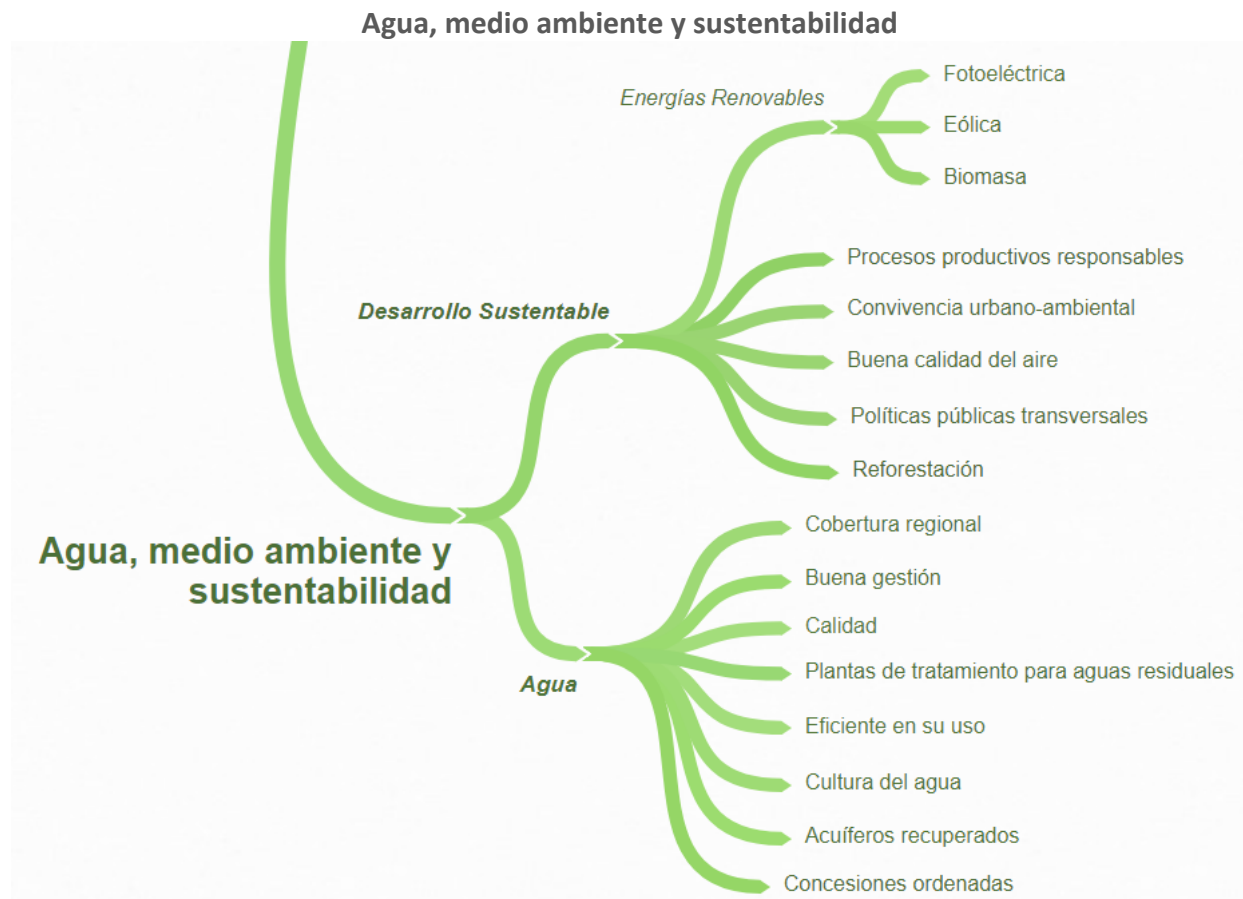 Agua, medio ambiente y sustentabilidad
Energías Renovables
Fotoeléctrica
Eólica
Biomasa
Desarrollo Sustentable
Procesos productivos responsables
Convivencia urbano-ambiental
Buena calidad del aire
Políticas públicas transversales
Reforestación
Agua, medio ambiente y
sustentabilidad
Agua
Cobertura regional
Buena gestión
Calidad
Plantas de tratamiento para aguas residuales
Eficiente en su uso
Cultura del agua
Acuíferos recuperados
Concesiones ordenadas